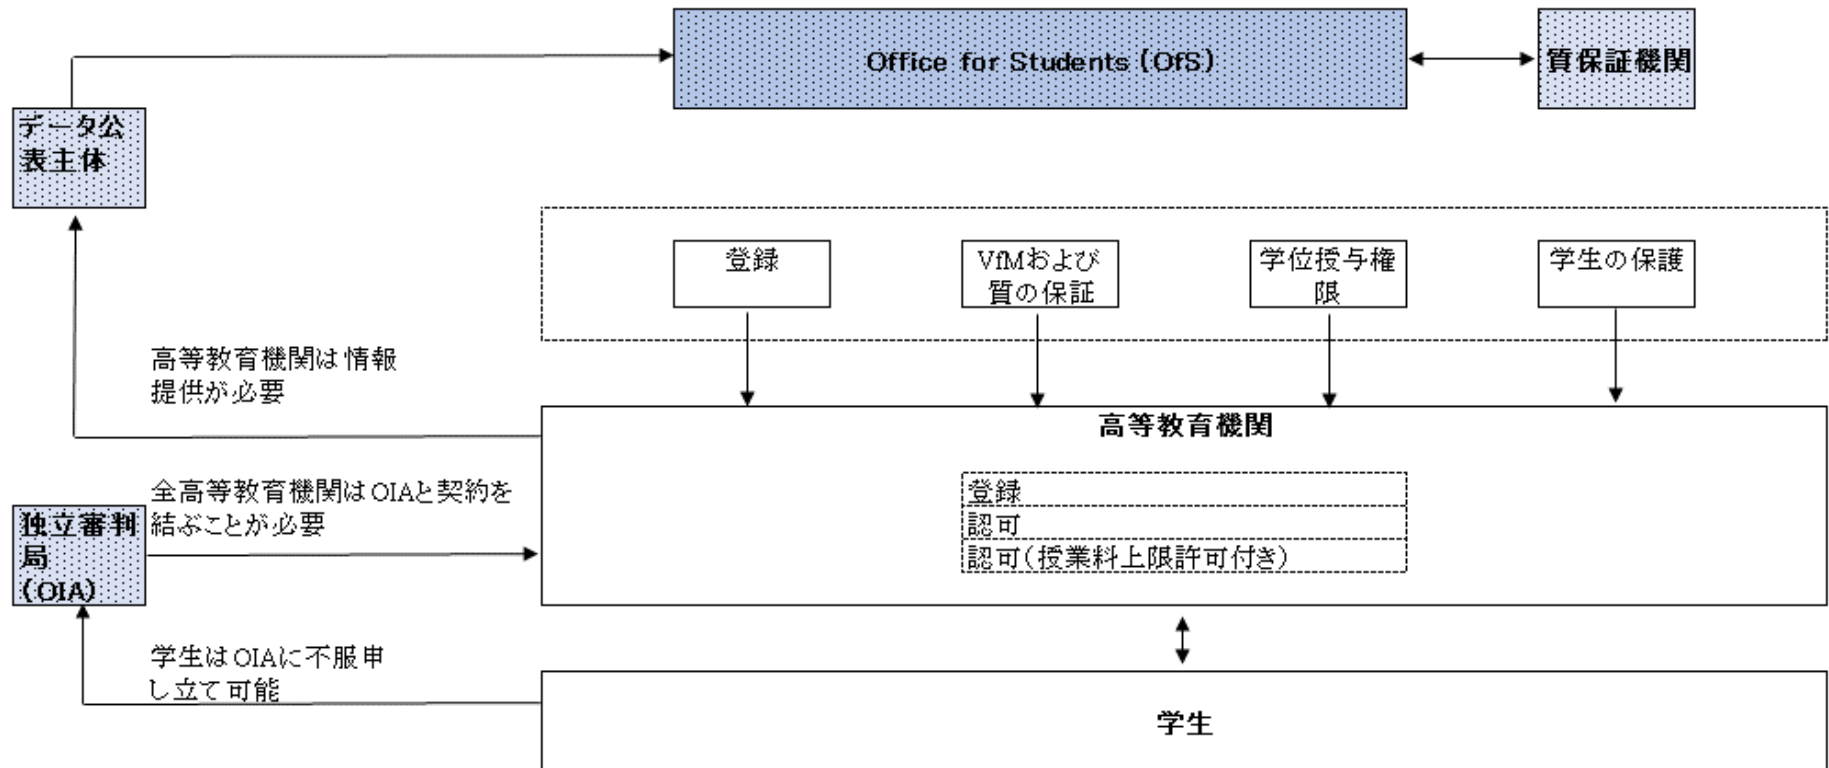 Office for Students (OfS)
質保証機関
データ公
表主体
登録
VfMおよび
質の保証
学位授与権
限
学生の保護
高等教育機関は情報
提供が必要
高等教育機関
登録
認可
認可(授業料上限許可付き)
全高等教育機関はOIAと契約を
結ぶことが必要
独立審判
局
(OIA)
学生はOIAに不服申
し立て可能
学生